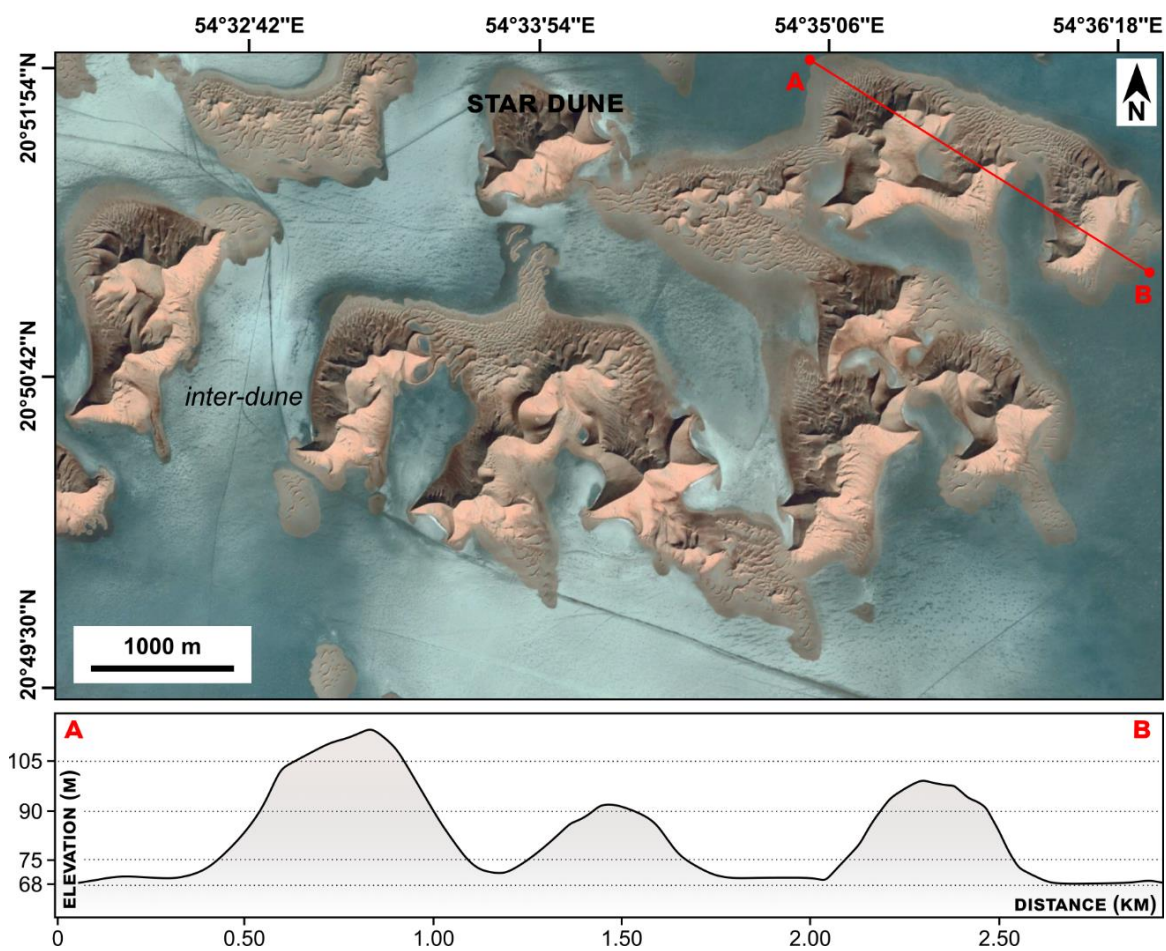 54°32'42"E 54°33'54"E 54°35'06"E 54°36'18"E
20°51'54"N
20°50'42"N
20°49'30"N
A
N
STAR DUNE
B
inter-dune
1000 m
A B
ELEVATION (M)
105
90
75
68
DISTANCE (KM)
0 0.50 1.00 1.50 2.00 2.50